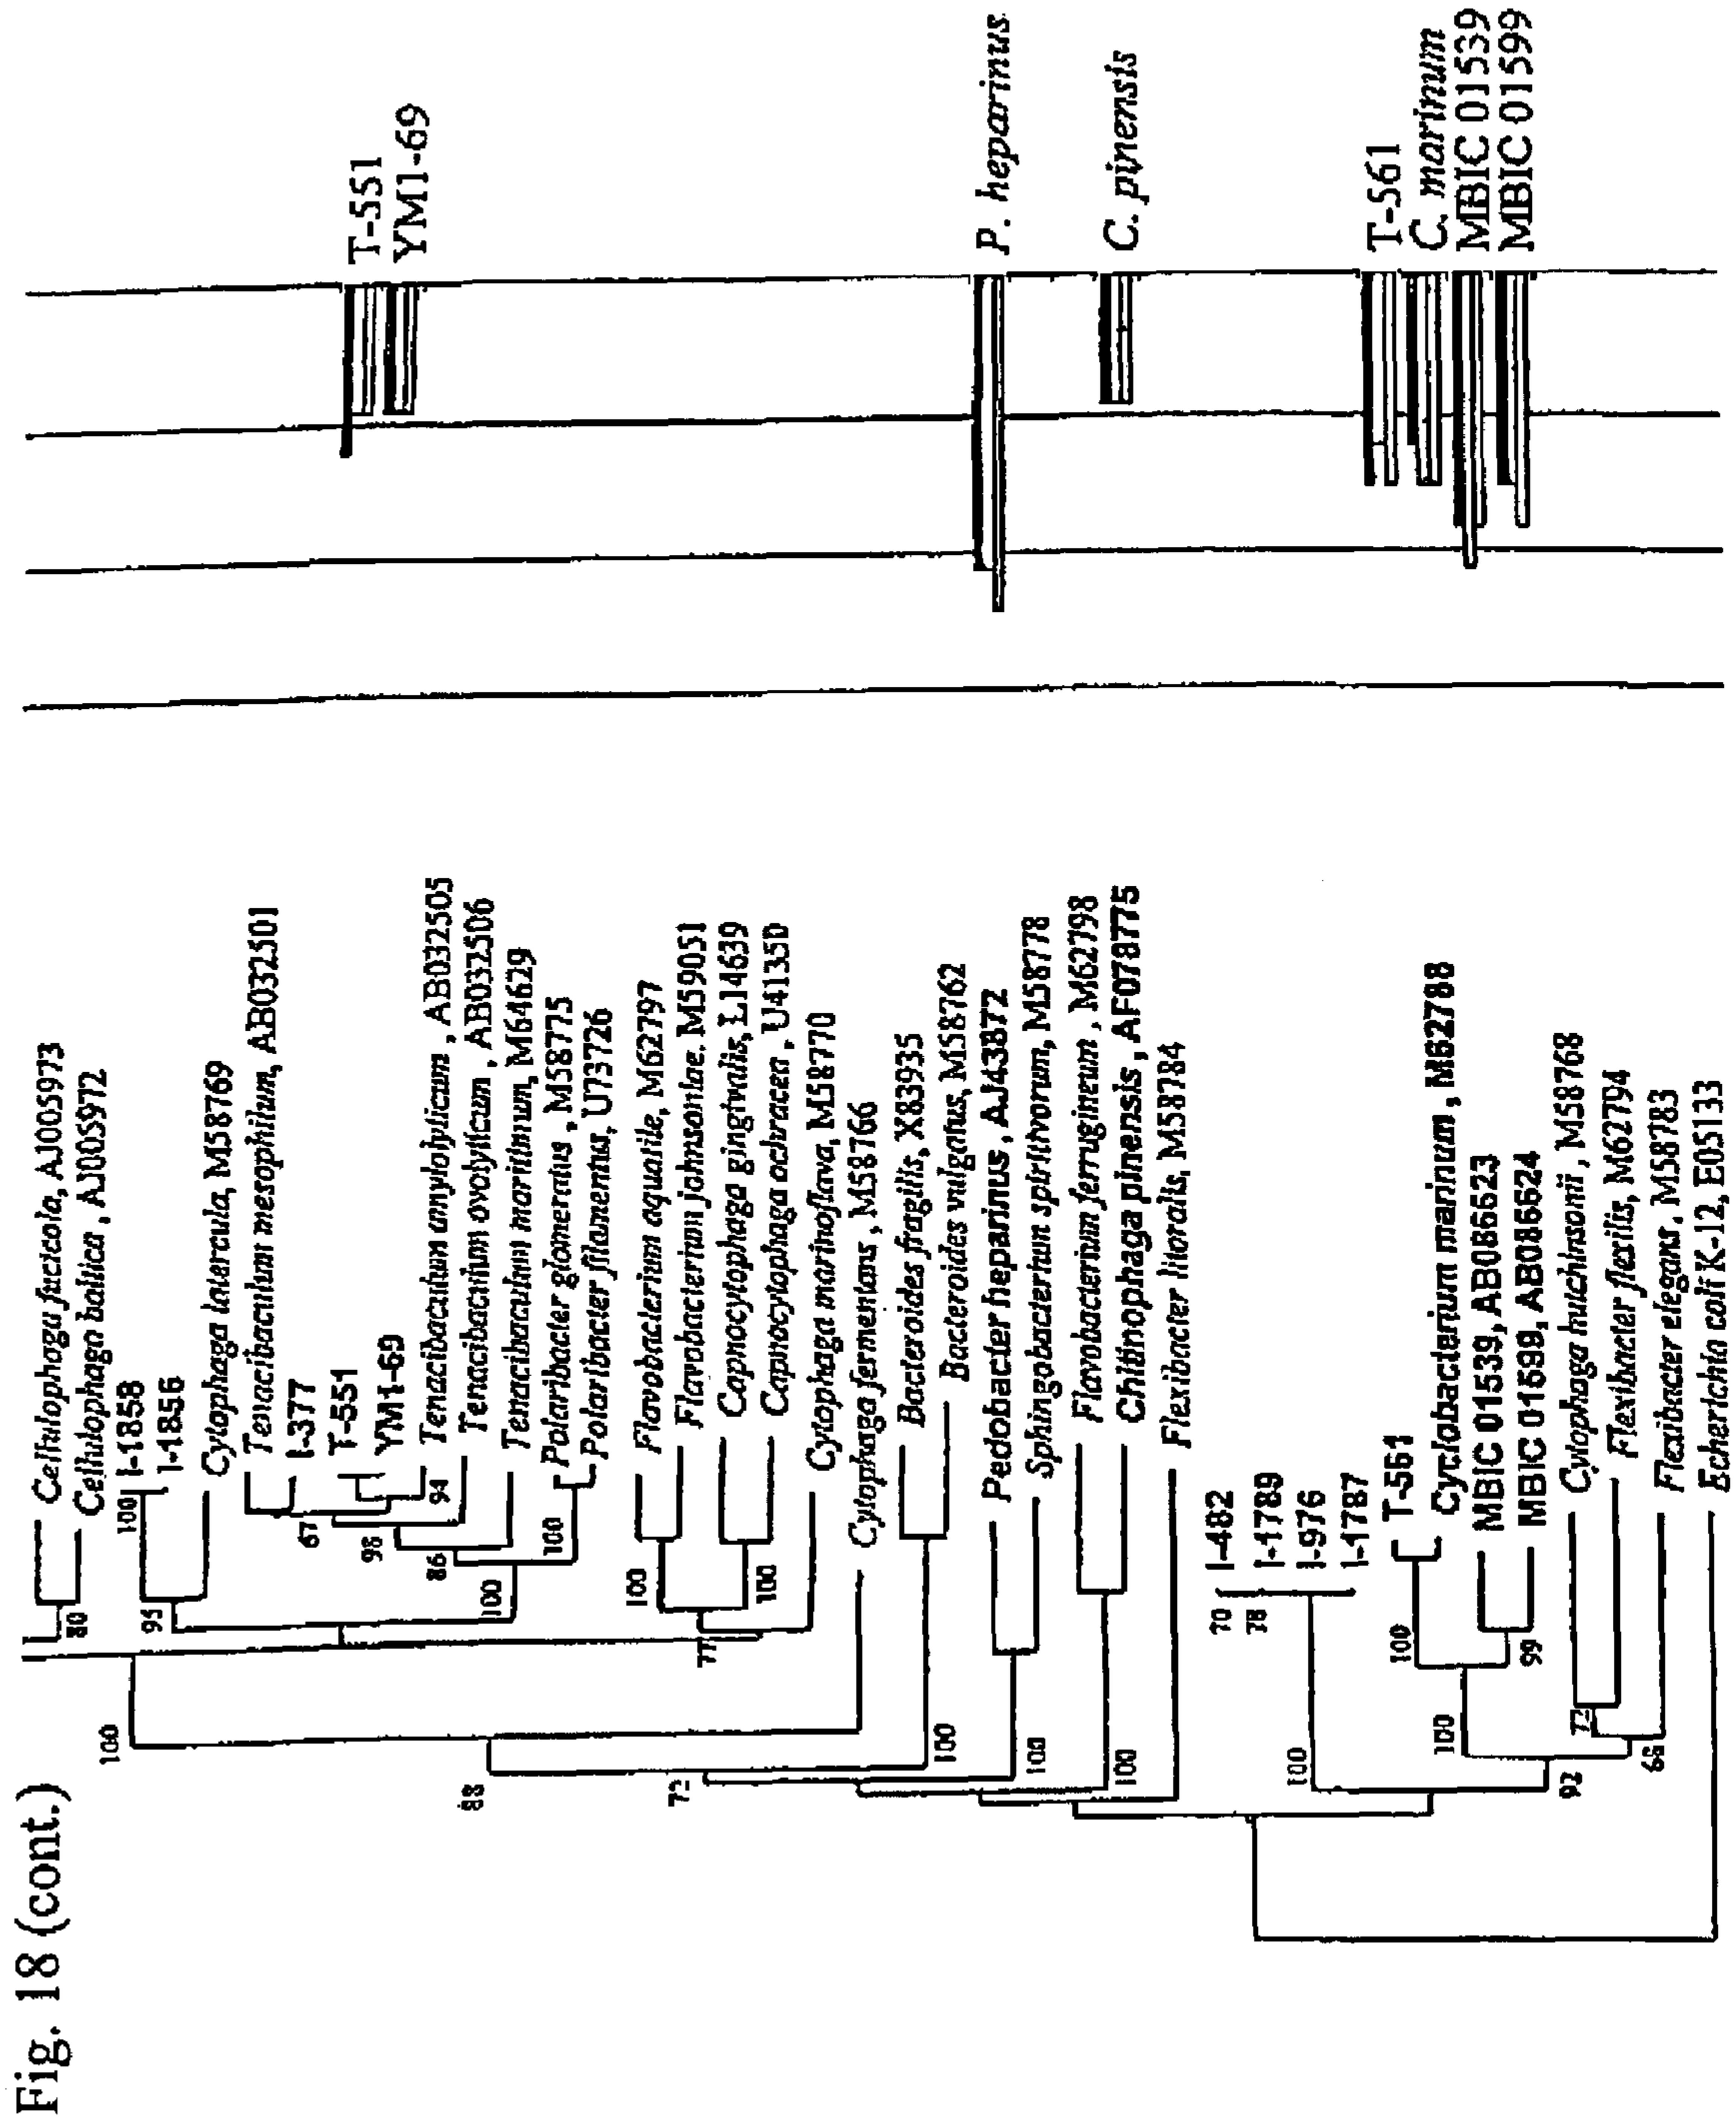 Fig. 18 (cont.)
Cellulophaga fucicola, AJ005973
Cellulophaga baltica, AJ005972
I-1858
I-1856
Cytophaga latercula, M58769
Tenacibaculum mesophilum, AB032501
I-377
T-551
YM1-69
Tenacibaculum amylolyticum, AB032505
Tenacibaculum ovolyticum, AB032506
Tenacibaculum maritimum, M64629
Polaribacter glomeratus, M58775
Polaribacter filamentus, U73726
Flavobacterium aquatile, M62797
Flavobacterium johnsoniae, M59051
Capnocytophaga gingivalis, L14639
Capnocytophaga ochracea, U41350
Cytophaga marinoflava, M58770
Cytophaga fermentans, M58766
Bacteroides fragilis, X83935
Bacteroides vulgatus, M58762
Pedobacter heparinus, AJ43872
Sphingobacterium spiritivorum, M58778
Flavobacterium ferrugineum, M62798
Chitinophaga pinensis, AF078775
Flexibacter litoralis, M58784
I-482
I-1789
I-976
I-1787
T-561
Cyclobacterium marinum, M62788
MBIC 01539, AB086623
MBIC 01599, AB086624
Cytophaga hutchinsonii, M58768
Flexibacter flexilis, M62794
Flexibacter elegans, M58783
Echerichia coli K-12, E05133
80
100
95
67
94
98
86
100
100
100
100
77
100
88
100
72
100
100
70
78
100
100
99
100
72
68
92
T-551
YM1-69
P. heparinus
C. pinensis
T-561
C. marinum
MBIC 01539
MBIC 01599